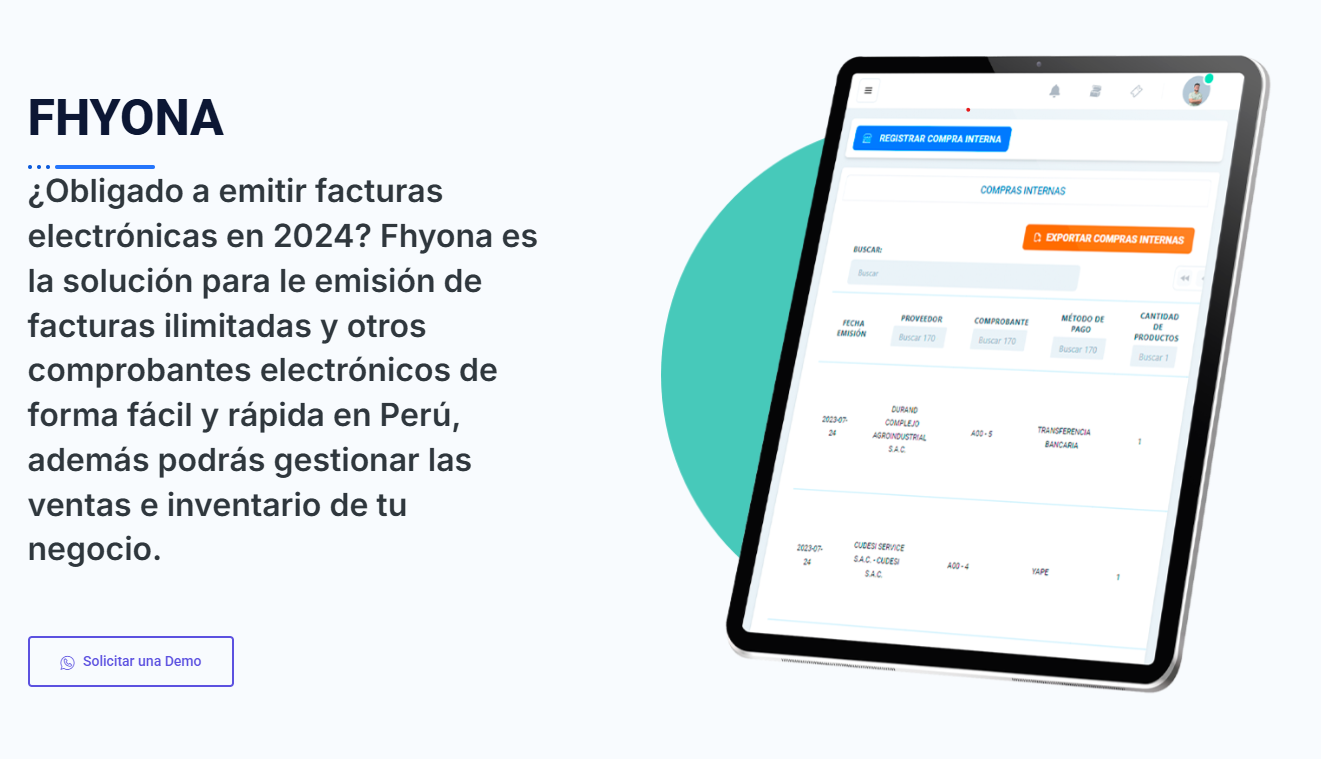 FHYONA
¿Obligado a emitir facturas
electrónicas en 2024? Fhyona es
la solución para le emisión de
facturas ilimitadas y otros
comprobantes electrónicos de
forma fácil y rápida en Perú,
además podrás gestionar las
ventas e inventario de tu
negocio.
Solicitar una Demo
REGISTRAR COMPRA INTERNA
COMPRAS INTERNAS
EXPORTAR COMPRAS INTERNAS
BUSCAR:
Buscar
FECHA
EMISIÓN
PROVEEDOR
Buscar 170
COMPROBANTE
Buscar 170
MÉTODO DE
PAGO
Buscar 170
CANTIDAD
DE
PRODUCTOS
Buscar 1
2023-07-
24
DURAND
COMPLEJO
AGROINDUSTRIAL
S.A.C.
A00 - 5
TRANSFERENCIA
BANCARIA
1
2023-07-
24
CUDESI SERVICE
S.A.C. - CUDESI
S.A.C.
A00 - 4
YAPE
1